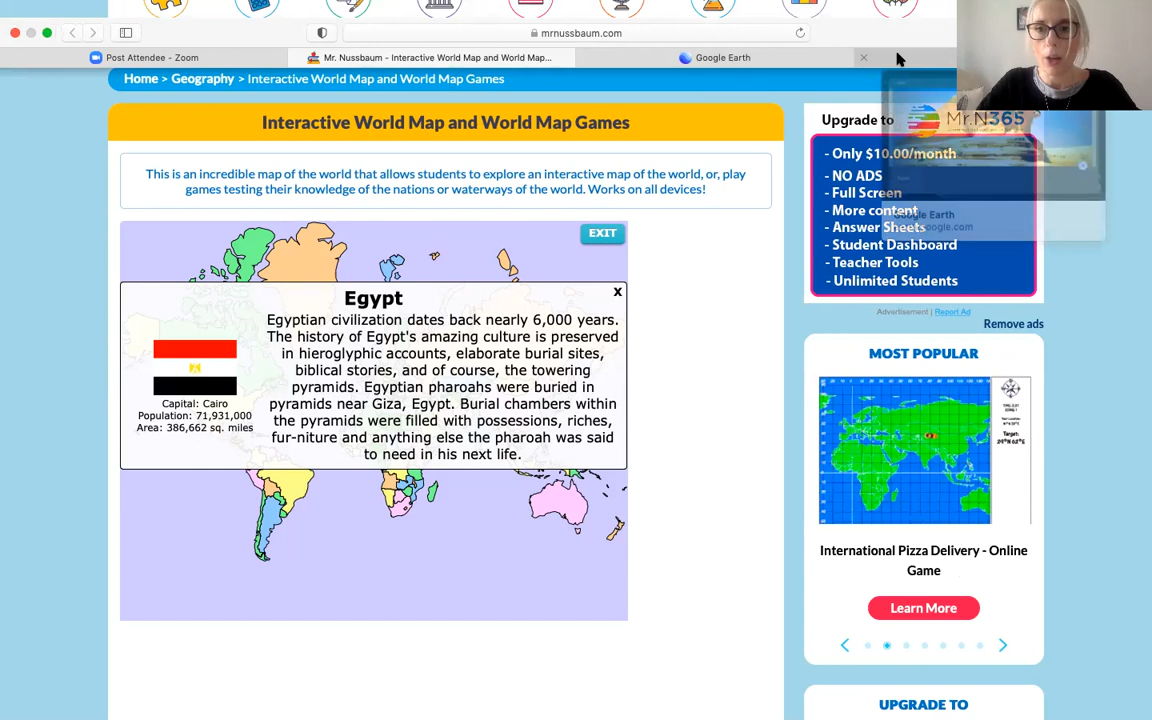 mrnussbaum.com
Post Attendee - Zoom
Mr. Nussbaum - Interactive World Map and World Map Games...
Google Earth
Home > Geography > Interactive World Map and World Map Games
Interactive World Map and World Map Games
This is an incredible map of the world that allows students to explore an interactive map of the world, or, play
games testing their knowledge of the nations or waterways of the world. Works on all devices!
EXIT
X
Egypt
Egyptian civilization dates back nearly 6,000 years.
The history of Egypt's amazing culture is preserved
in hieroglyphic accounts, elaborate burial sites,
biblical stories, and of course, the towering
pyramids. Egyptian pharoahs were buried in
pyramids near Giza, Egypt. Burial chambers within
the pyramids were filled with possessions, riches,
fur-niture and anything else the pharoah was said
to need in his next life.
Capital: Cairo
Population: 71,931,000
Area: 386,662 sq. miles
Upgrade to
Mr.N365
- Only $10.00/month
- NO ADS
- Full Screen
- More content
- Answer Sheets
- Student Dashboard
- Teacher Tools
- Unlimited Students
Google Earth
google.com
Advertisement | Report Ad
Remove ads
MOST POPULAR
Target:
International Pizza Delivery - Online
Game
Learn More
UPGRADE TO